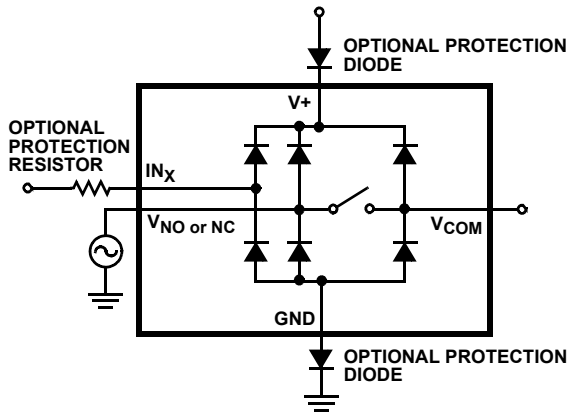 OPTIONAL PROTECTION
DIODE
V+
OPTIONAL
PROTECTION
RESISTOR
INX
VNO or NC
VCOM
GND
OPTIONAL PROTECTION
DIODE